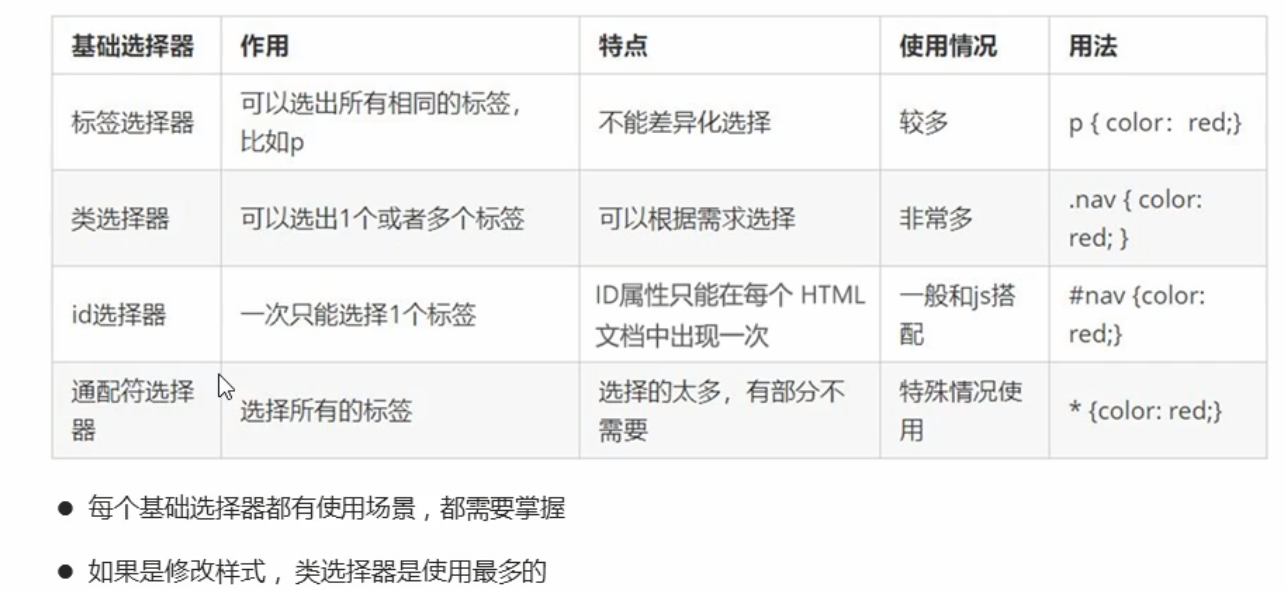 基础选择器 作用 特点 使用情况 用法
标签选择器 可以选出所有相同的标签，比如p 不能差异化选择 较多 p { color：red;}
类选择器 可以选出1个或者多个标签 可以根据需求选择 非常多 .nav { color: red; }
id选择器 一次只能选择1个标签 ID属性只能在每个 HTML 文档中出现一次 一般和js搭配 #nav {color: red;}
通配符选择器 选择所有的标签 选择的太多，有部分不需要 特殊情况使用 * {color: red;}
● 每个基础选择器都有使用场景，都需要掌握
● 如果是修改样式，类选择器是使用最多的